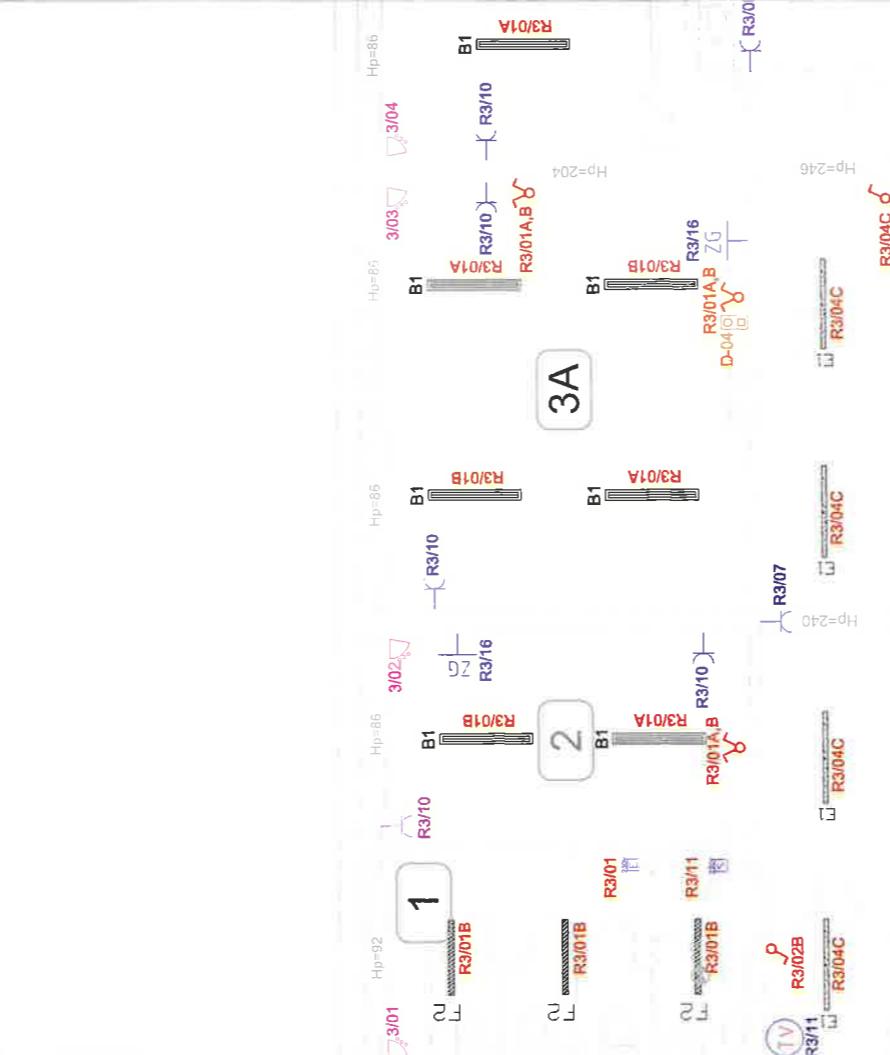 R3/01A
B1
R3/0
Hp=86
3/04
R3/10
Hp=204
Hp=246
3/03
R3/10
R3/01A,B
R3/16
ZG
R3/04C
Hp=86
B1
R3/01A
B1
R3/01B
R3/01A,B
D-04
E1
R3/04C
3A
Hp=86
B1
R3/01B
B1
R3/01A
E1
R3/04C
R3/10
R3/07
Hp=240
3/02
ZG
R3/16
R3/10
Hp=86
B1
R3/01B
2
B1
R3/01A
R3/01A,B
E1
R3/04C
R3/10
R3/01
R3/11
1
Hp=92
R3/01B
F2
R3/01B
F2
R3/01B
F2
R3/02B
R3/04C
E1
3/01
TV
R3/11